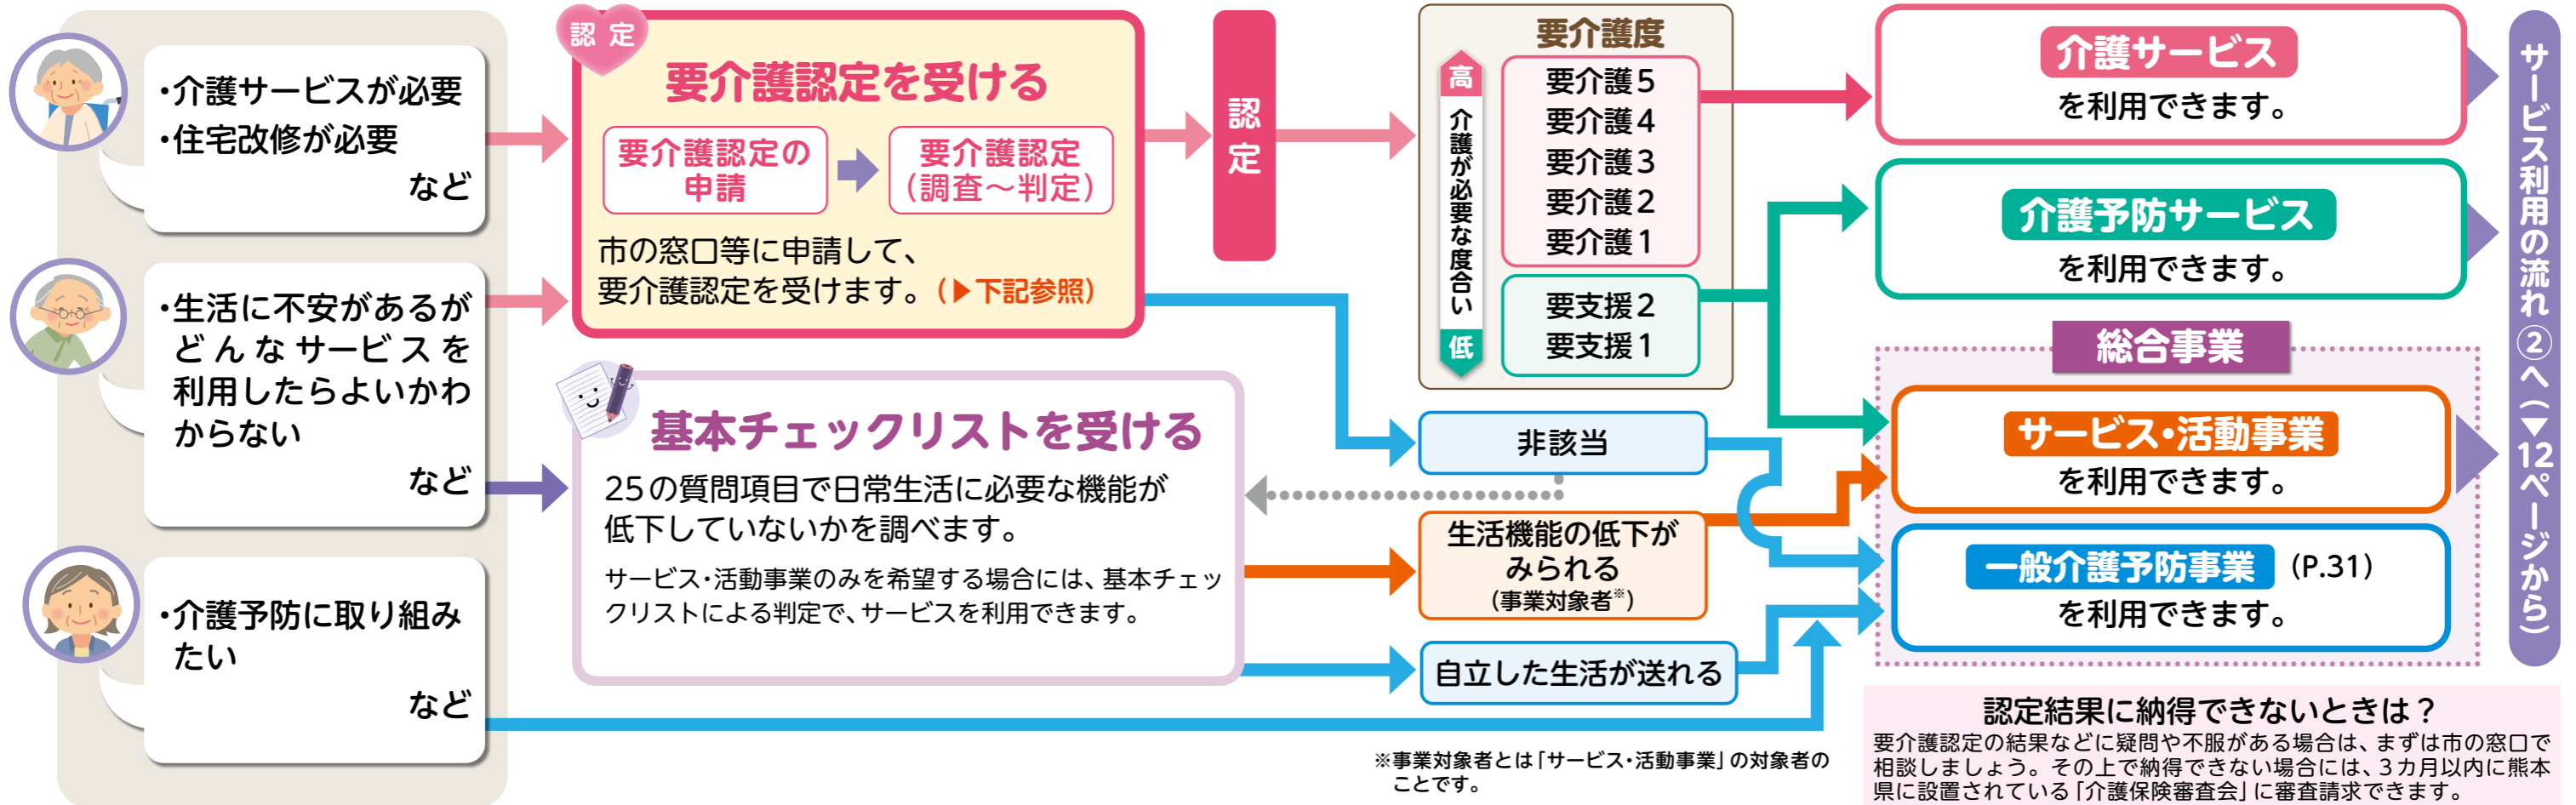 ・介護サービスが必要
・住宅改修が必要
など
・生活に不安があるが
どんなサービスを
利用したらよいかわ
からない
など
・介護予防に取り組み
たい
など
認定
要介護認定を受ける
要介護認定の
申請
要介護認定
(調査～判定)
市の窓口等に申請して、
要介護認定を受けます。(▶下記参照)
基本チェックリストを受ける
25の質問項目で日常生活に必要な機能が
低下していないかを調べます。
サービス・活動事業のみを希望する場合には、基本チェッ
クリストによる判定で、サービスを利用できます。
認定
要介護度
高
介護が必要な度合い
低
要介護5
要介護4
要介護3
要介護2
要介護1
要支援2
要支援1
非該当
生活機能の低下が
みられる
(事業対象者※)
自立した生活が送れる
※事業対象者とは「サービス・活動事業」の対象者の
ことです。
介護サービス
を利用できます。
介護予防サービス
を利用できます。
総合事業
サービス・活動事業
を利用できます。
一般介護予防事業 (P.31)
を利用できます。
サービス利用の流れ②へ(▼12ページから)
認定結果に納得できないときは？
要介護認定の結果などに疑問や不服がある場合は、まずは市の窓口で
相談しましょう。その上で納得できない場合には、3カ月以内に熊本
県に設置されている「介護保険審査会」に審査請求できます。